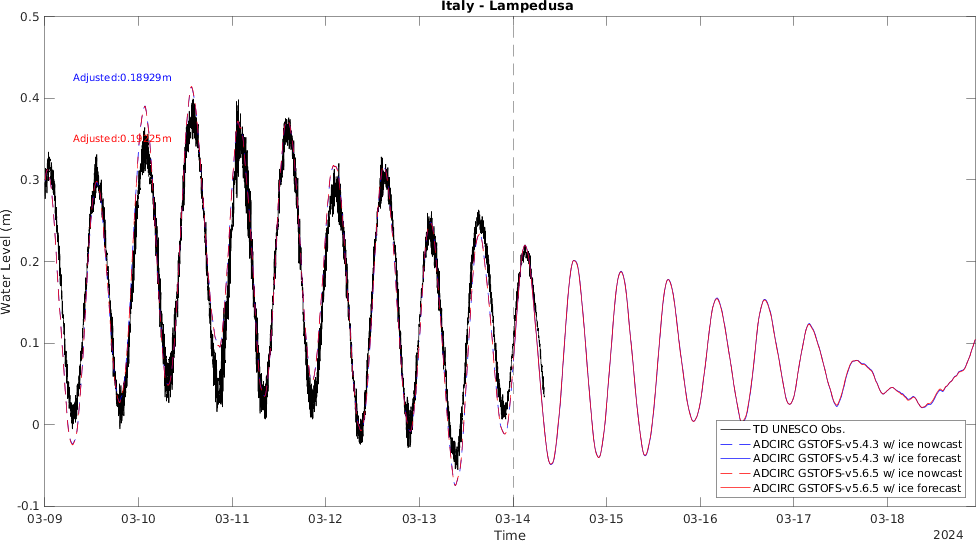 Italy - Lampedusa
0.5
Adjusted:0.18929m
0.4
0.3
0.2
0.1
0
-0.1
Water Level (m)
TD UNESCO Obs.
ADCIRC GSTOFS-v5.4.3 w/ ice nowcast
ADCIRC GSTOFS-v5.4.3 w/ ice forecast
ADCIRC GSTOFS-v5.6.5 w/ ice nowcast
ADCIRC GSTOFS-v5.6.5 w/ ice forecast
03-09 03-10 03-11 03-12 03-13 03-14 03-15 03-16 03-17 03-18
Time
2024